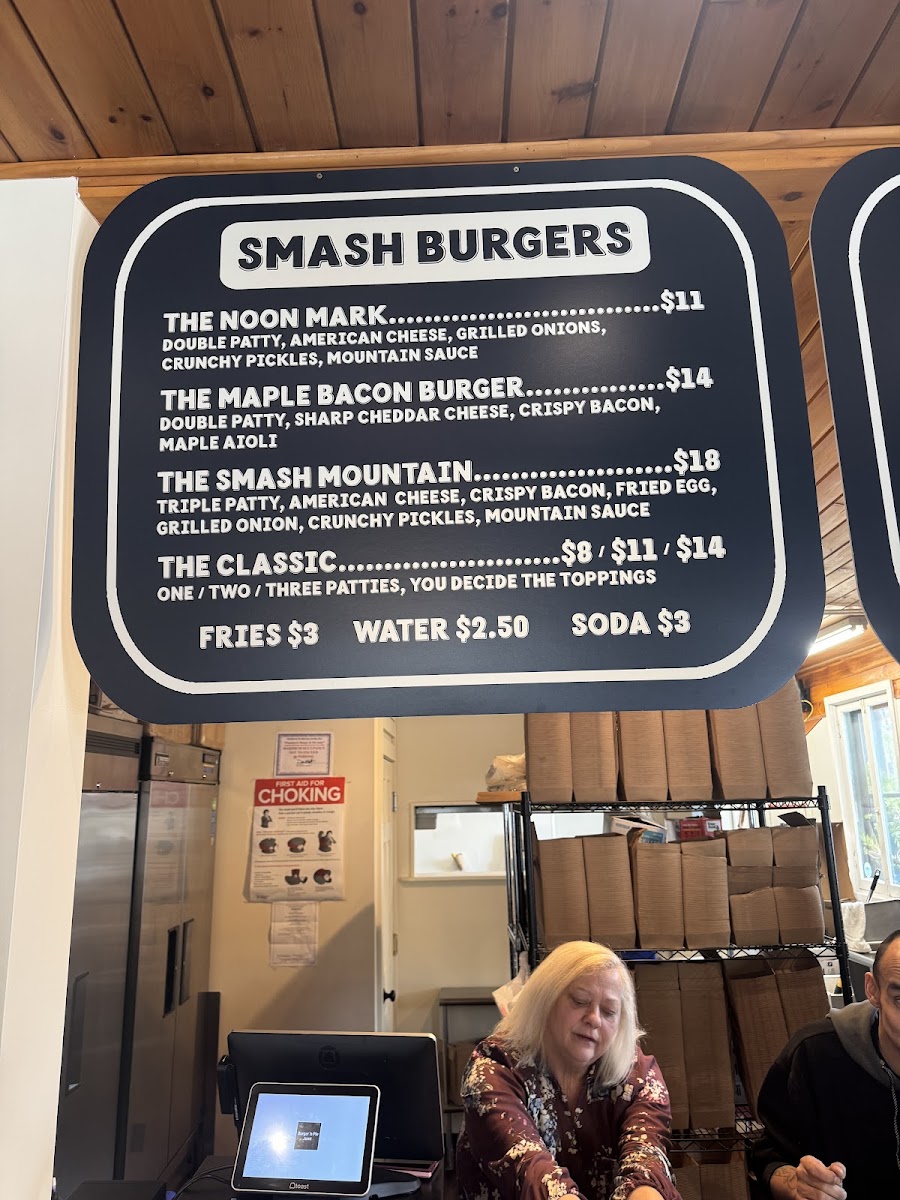 SMASH BURGERS
THE NOON MARK..............................$11
DOUBLE PATTY, AMERICAN CHEESE, GRILLED ONIONS,
CRUNCHY PICKLES, MOUNTAIN SAUCE
THE MAPLE BACON BURGER...............$14
DOUBLE PATTY, SHARP CHEDDAR CHEESE, CRISPY BACON,
MAPLE AIOLI
THE SMASH MOUNTAIN......................$18
TRIPLE PATTY, AMERICAN CHEESE, CRISPY BACON, FRIED EGG,
GRILLED ONION, CRUNCHY PICKLES, MOUNTAIN SAUCE
THE CLASSIC........................$8 / $11 / $14
ONE / TWO / THREE PATTIES, YOU DECIDE THE TOPPINGS
FRIES $3 WATER $2.50 SODA $3
FIRST AID FOR
CHOKING
toast